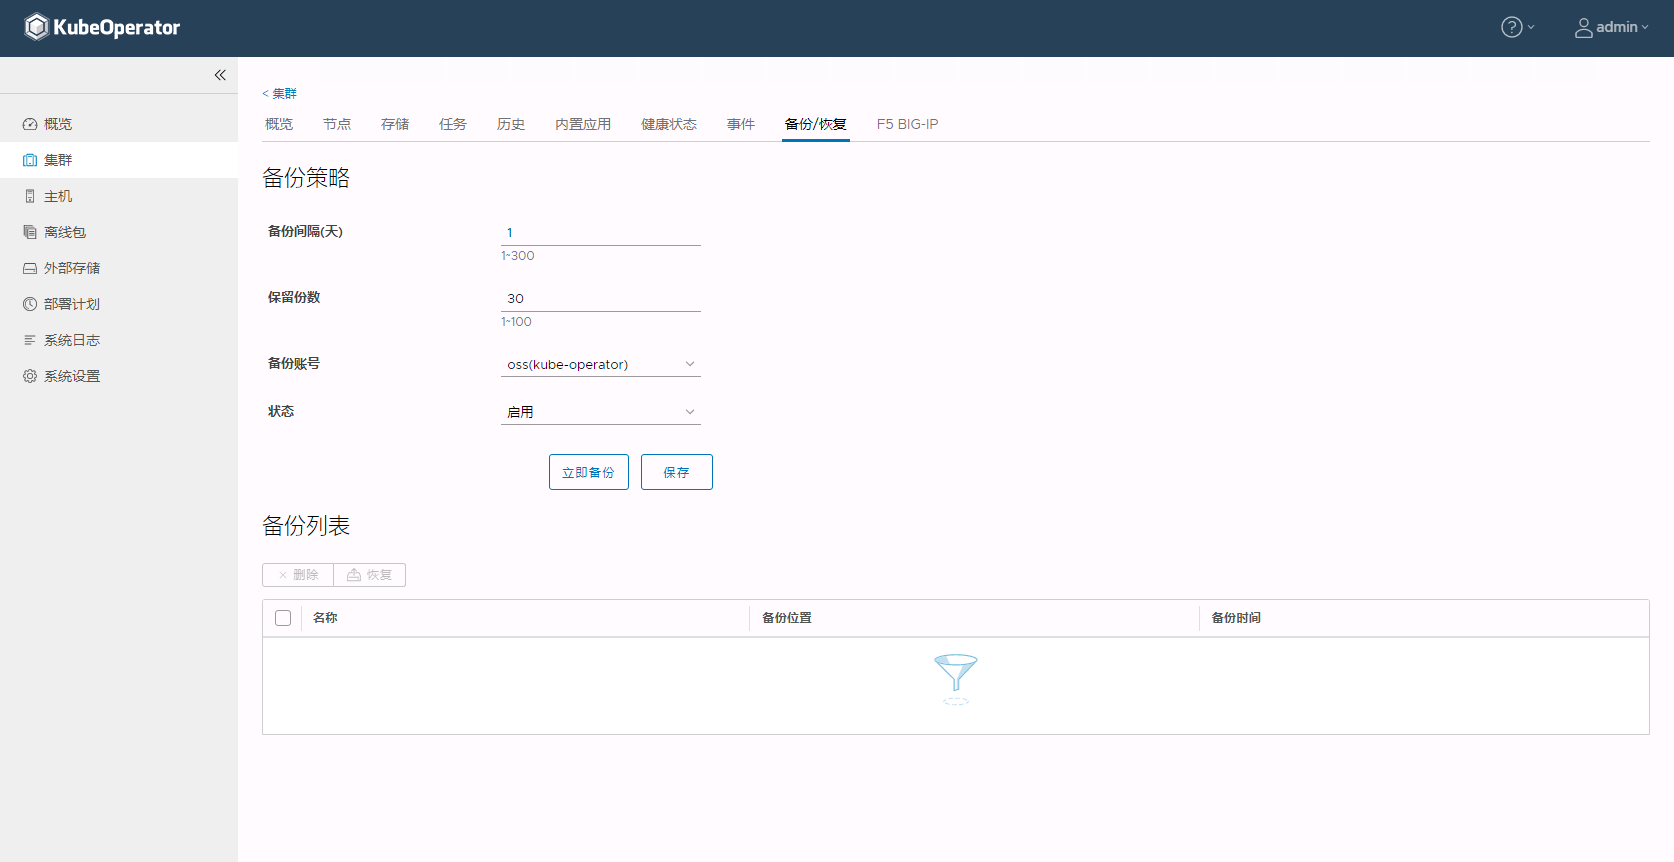 KubeOperator
admin
< 集群
概览 节点 存储 任务 历史 内置应用 健康状态 事件 备份/恢复 F5 BIG-IP
概览
集群
主机
离线包
外部存储
部署计划
系统日志
系统设置
备份策略
备份间隔(天) 1
1~300
保留份数 30
1~100
备份账号 oss(kube-operator)
状态 启用
立即备份 保存
备份列表
删除 恢复
名称 备份位置 备份时间